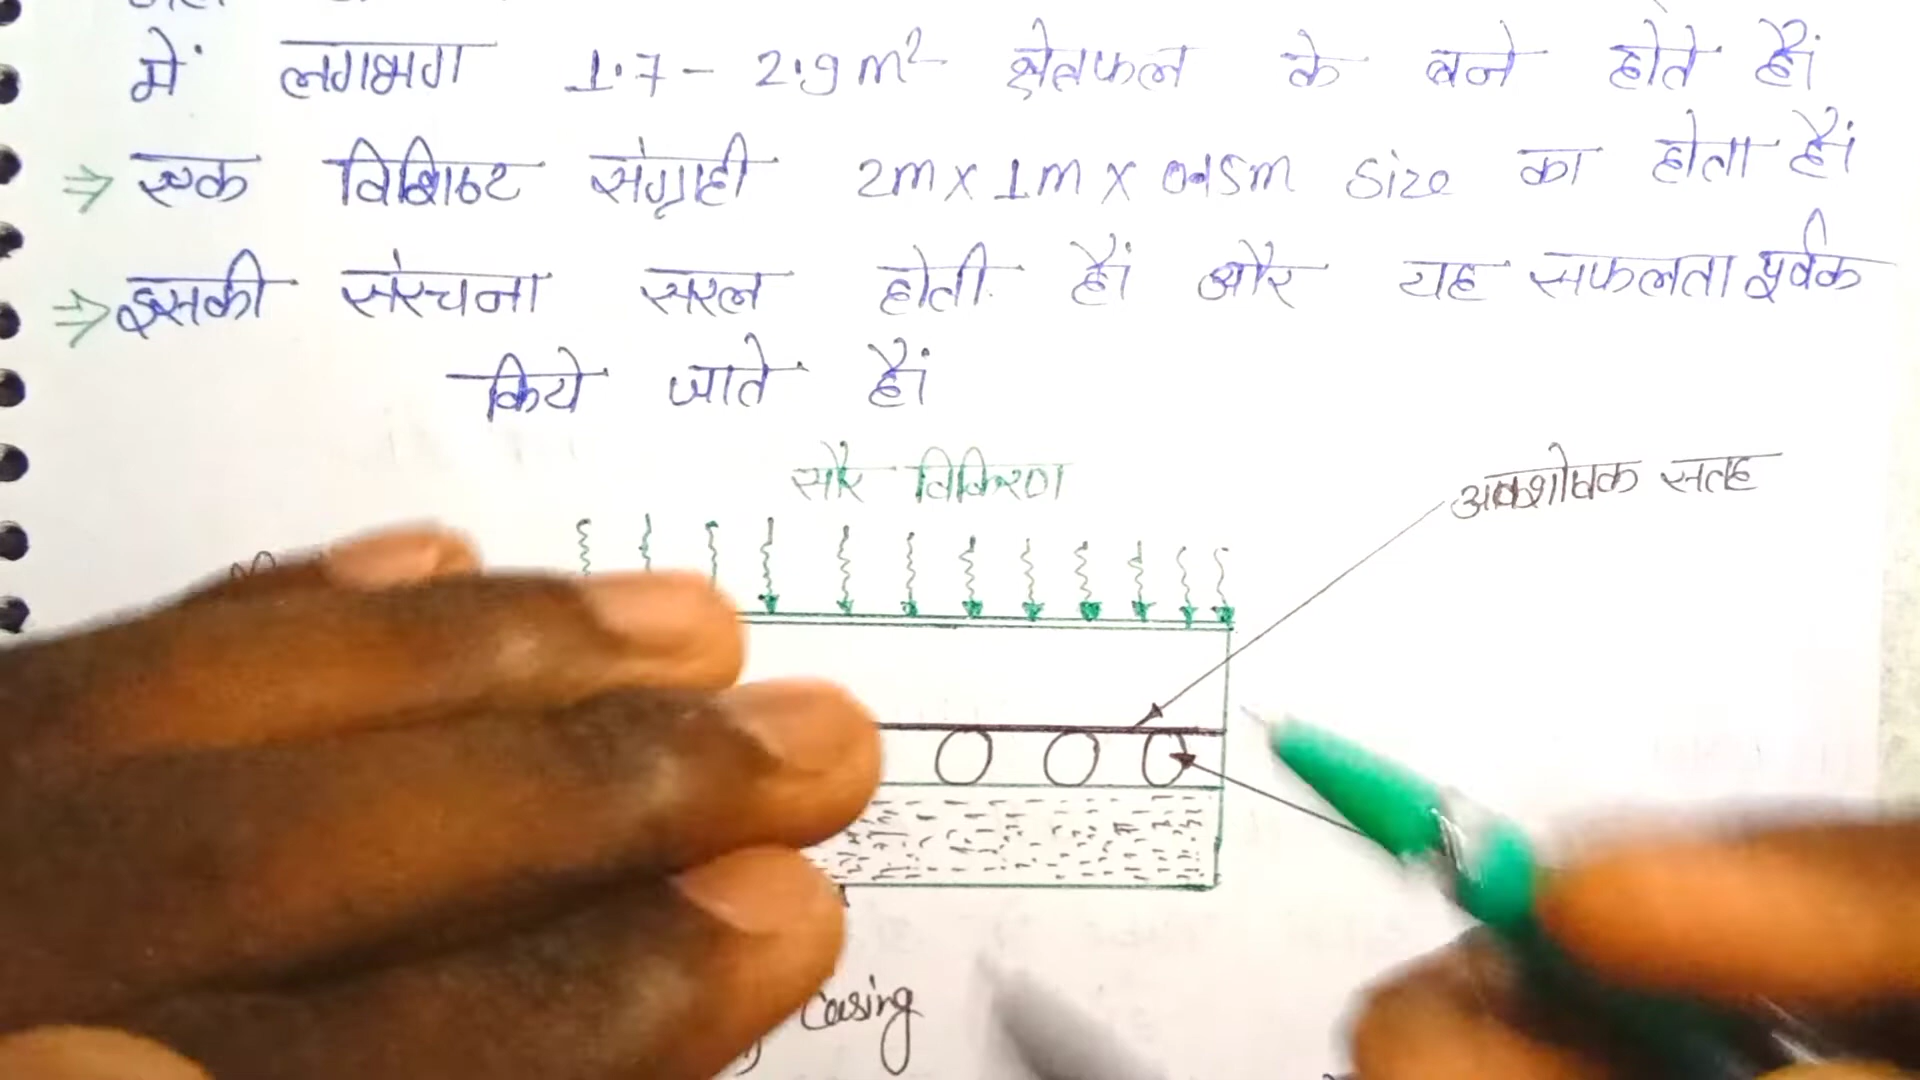 में लगभग 1.7 - 2.9 m² क्षेत्रफल के बने होते हैं
⇒ एक विशिष्ट संग्राही 2m x 1m x 0.15m Size का होता हैं
⇒ इसकी संरचना सरल होती हैं और यह सफलता पूर्वक
किये जाते हैं
सौर विकिरण
अवशोषक सतह
Casing